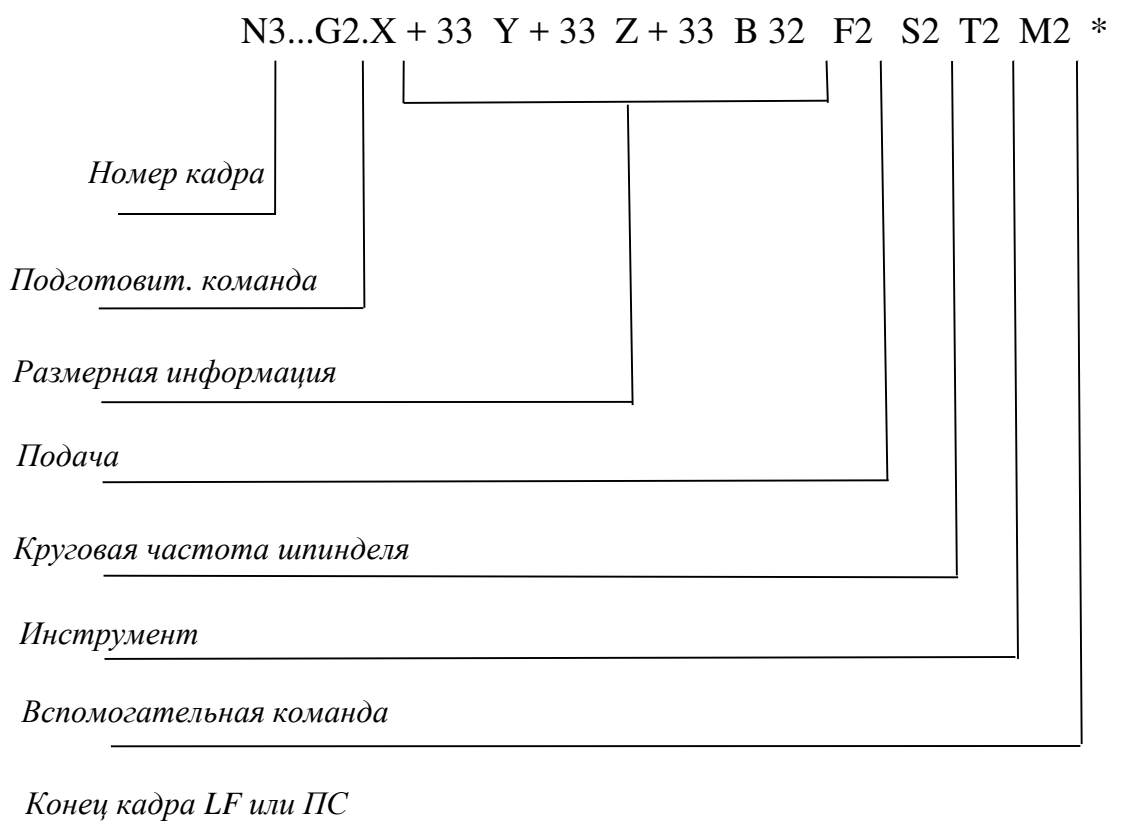 N3...G2.X + 33 Y + 33 Z + 33 B 32 F2 S2 T2 M2 *
Номер кадра
Подготовит. команда
Размерная информация
Подача
Круговая частота шпинделя
Инструмент
Вспомогательная команда
Конец кадра LF или ПС